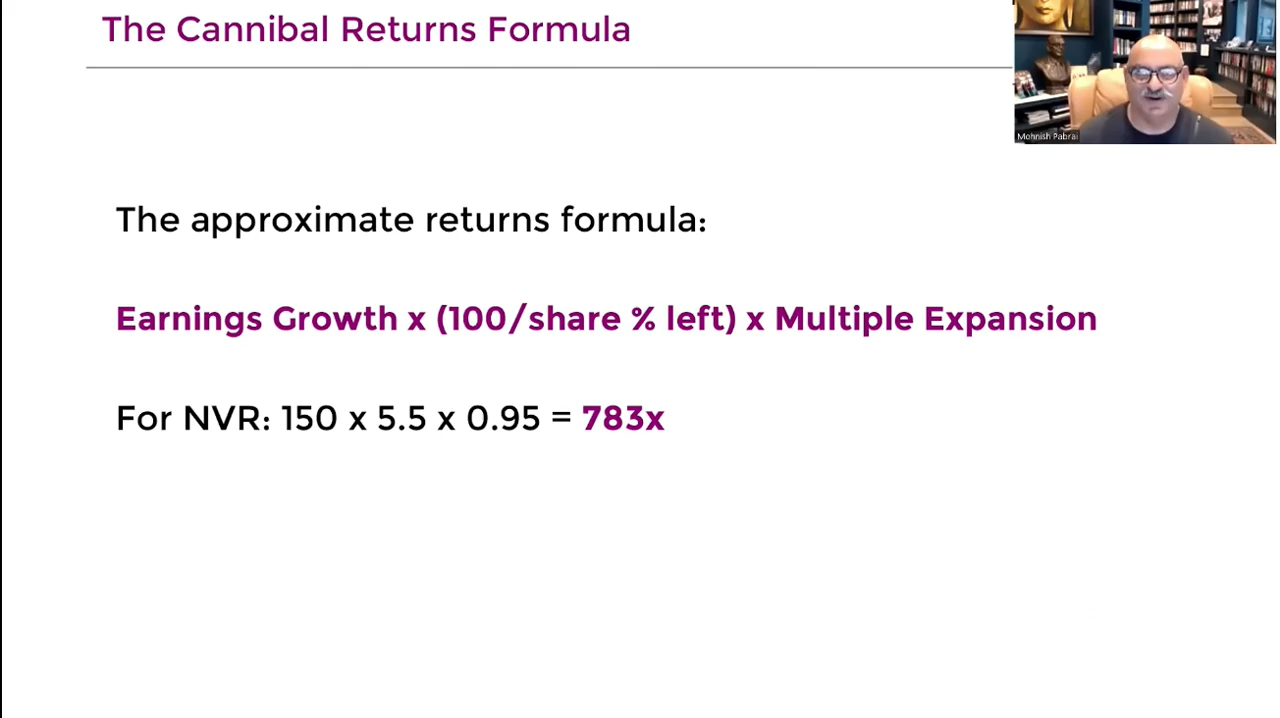 The Cannibal Returns Formula
Mohnish Pabrai
The approximate returns formula:
Earnings Growth x (100/share % left) x Multiple Expansion
For NVR: 150 x 5.5 x 0.95 = 783x